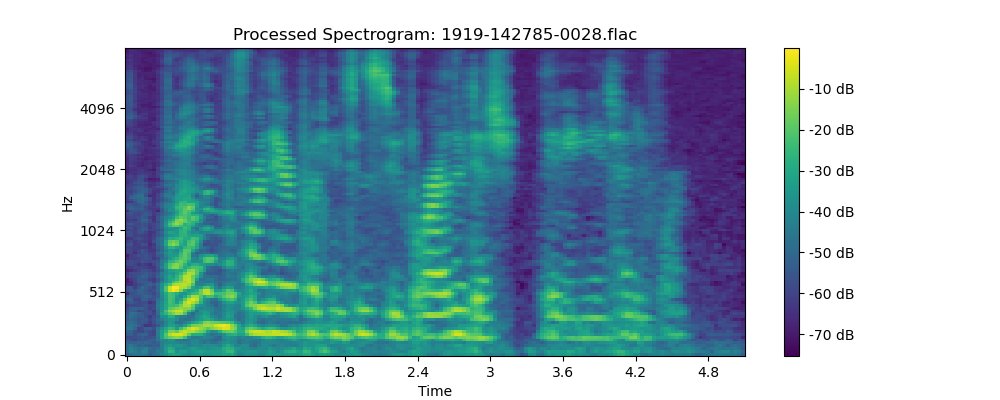 Processed Spectrogram: 1919-142785-0028.flac
Hz
4096
2048
1024
512
0
0 0.6 1.2 1.8 2.4 3 3.6 4.2 4.8
Time
-10 dB
-20 dB
-30 dB
-40 dB
-50 dB
-60 dB
-70 dB